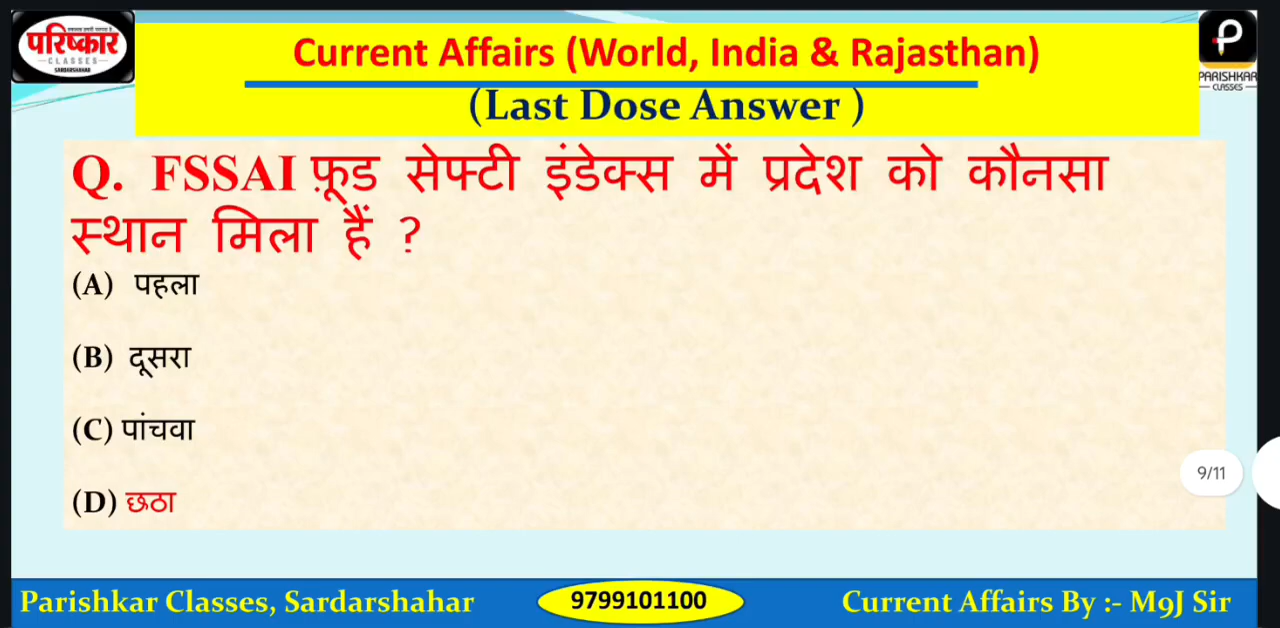 परिष्कार
CLASSES
SARDARSHAHAR
Current Affairs (World, India & Rajasthan)
(Last Dose Answer )
PARISHKAR
CLASSES
Q. FSSAI फ़ूड सेफ्टी इंडेक्स में प्रदेश को कौनसा
स्थान मिला हैं ?
(A) पहला
(B) दूसरा
(C) पांचवा
(D) छठा
9/11
Parishkar Classes, Sardarshahar
9799101100
Current Affairs By :- M9J Sir